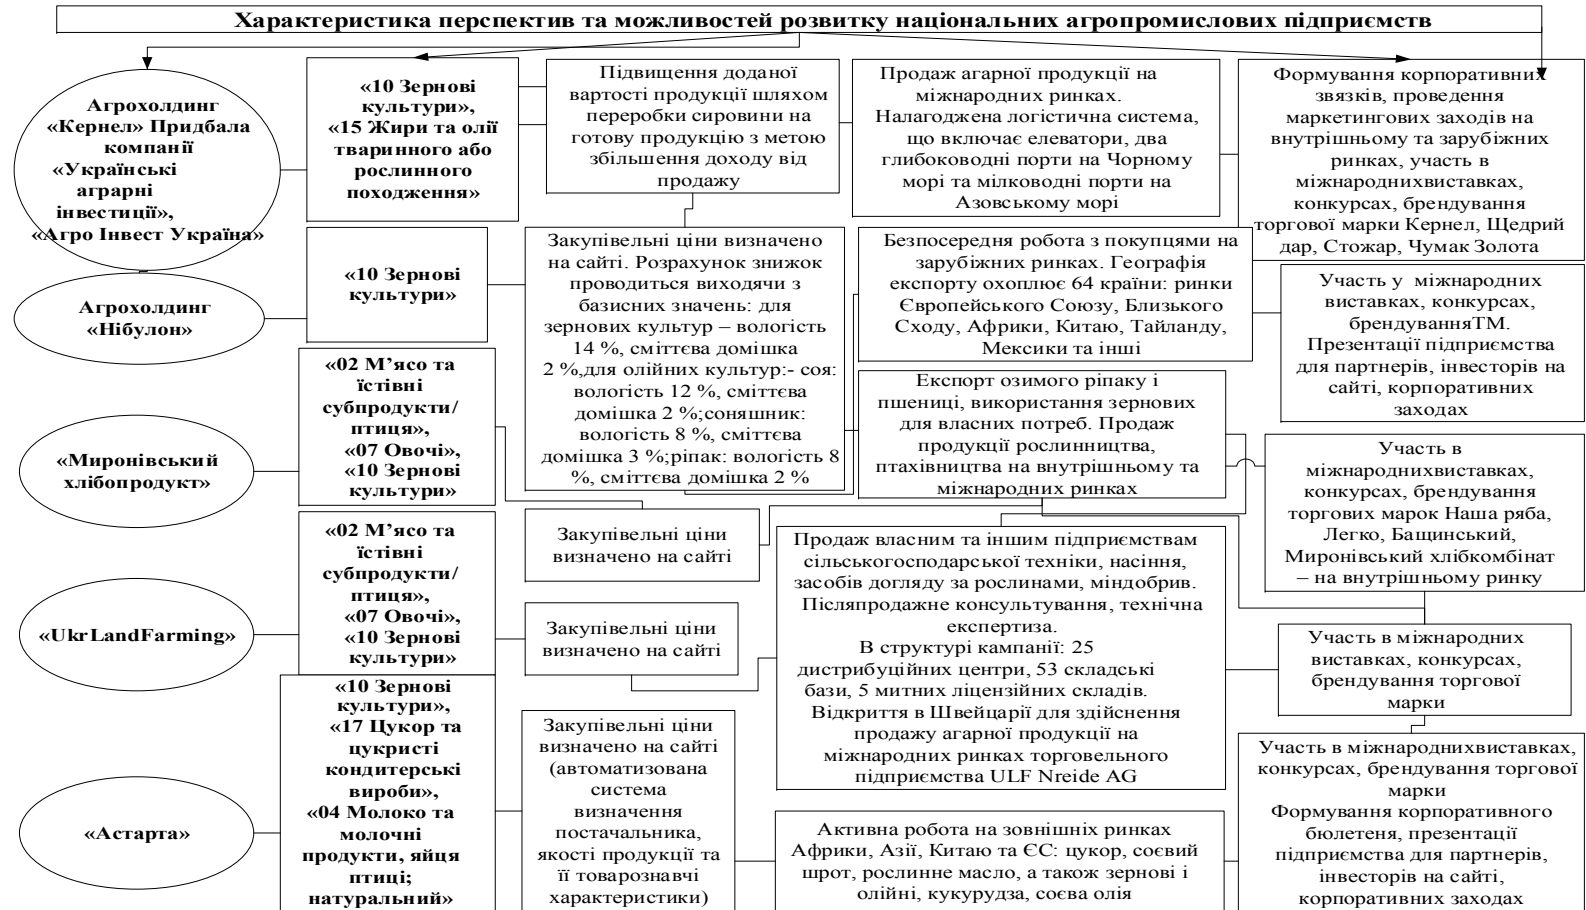 Характеристика перспектив та можливостей розвитку національних агропромислових підприємств
Агрохолдинг
«Кернел» Придбала
компанії
«Українські
аграрні
інвестиції»,
«Агро Інвест Україна»
«10 Зернові
культури»,
«15 Жири та олії
тваринного або
рослинного
походження»
Підвищення доданої
вартості продукції шляхом
переробки сировини на
готову продукцію з метою
збільшення доходу від
продажу
Продаж агарної продукції на
міжнародних ринках.
Налагоджена логістична система,
що включає елеватори, два
глибоководні порти на Чорному
морі та мілководні порти на
Азовському морі
Формування корпоративних
звязків, проведення
маркетингових заходів на
внутрішньому та зарубіжних
ринках, участь в
міжнароднихвиставках,
конкурсах, брендування
торгової марки Кернел, Щедрий
дар, Стожар, Чумак Золота
Агрохолдинг
«Нібулон»
«10 Зернові
культури»
Закупівельні ціни визначено
на сайті. Розрахунок знижок
проводиться виходячи з
базисних значень: для
зернових культур – вологість
14 %, сміттєва домішка
2 %,для олійних культур:- соя:
вологість 12 %, сміттєва
домішка 2 %;соняшник:
вологість 8 %, сміттєва
домішка 3 %;ріпак: вологість 8
%, сміттєва домішка 2 %
Безпосередня робота з покупцями на
зарубіжних ринках. Географія
експорту охоплює 64 країни: ринки
Європейського Союзу, Близького
Сходу, Африки, Китаю, Тайланду,
Мексики та інші
Участь у міжнародних
виставках, конкурсах,
брендуванняТМ.
Презентації підприємства
для партнерів, інвесторів на
сайті, корпоративних
заходах
«Миронівський
хлібопродукт»
«02 М’ясо та
їстівні
субпродукти/
птиця»,
«07 Овочі»,
«10 Зернові
культури»
Закупівельні ціни
визначено на сайті
Експорт озимого ріпаку і
пшениці, використання зернових
для власних потреб. Продаж
продукції рослинництва,
птахівництва на внутрішньому та
міжнародних ринках
Участь в
міжнароднихвиставках,
конкурсах, брендування
торгових марок Наша ряба,
Легко, Бащинський,
Миронівський хлібкомбінат
– на внутрішньому ринку
«UkrLandFarming»
«02 М’ясо та
їстівні
субпродукти/
птиця»,
«07 Овочі»,
«10 Зернові
культури»
Закупівельні ціни
визначено на сайті
Продаж власним та іншим підприємствам
сільськогосподарської техніки, насіння,
засобів догляду за рослинами, міндобрив.
Післяпродажне консультування, технічна
експертиза.
В структурі кампанії: 25
дистрибуційних центри, 53 складські
бази, 5 митних ліцензійних складів.
Відкриття в Швейцарії для здійснення
продажу агарної продукції на
міжнародних ринках торговельного
підприємства ULF Nreide AG
Участь в міжнародних
виставках, конкурсах,
брендування торгової
марки
«Астарта»
«10 Зернові
культури»,
«17 Цукор та
цукристі
кондитерські
вироби»,
«04 Молоко та
молочні
продукти, яйця
птиці;
натуральний»
Закупівельні ціни
визначено на сайті
(автоматизована
система
визначення
постачальника,
якості продукції та
її товарознавчі
характеристики)
Активна робота на зовнішніх ринках
Африки, Азії, Китаю та ЄС: цукор, соєвий
шрот, рослинне масло, а також зернові і
олійні, кукурудза, соєва олія
Участь в міжнароднихвиставках,
конкурсах, брендування торгової
марки
Формування корпоративного
бюлетеня, презентації
підприємства для партнерів,
інвесторів на сайті,
корпоративних заходах